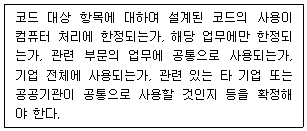 코드 대상 항목에 대하여 설계된 코드의 사용이
컴퓨터 처리에 한정되는가, 해당 업무에만 한정되
는가, 관련 부문의 업무에 공통으로 사용되는가,
기업 전체에 사용되는가, 관련 있는 타 기업 또는
공공기관이 공통으로 사용할 것인지 등을 확정해
야 한다.